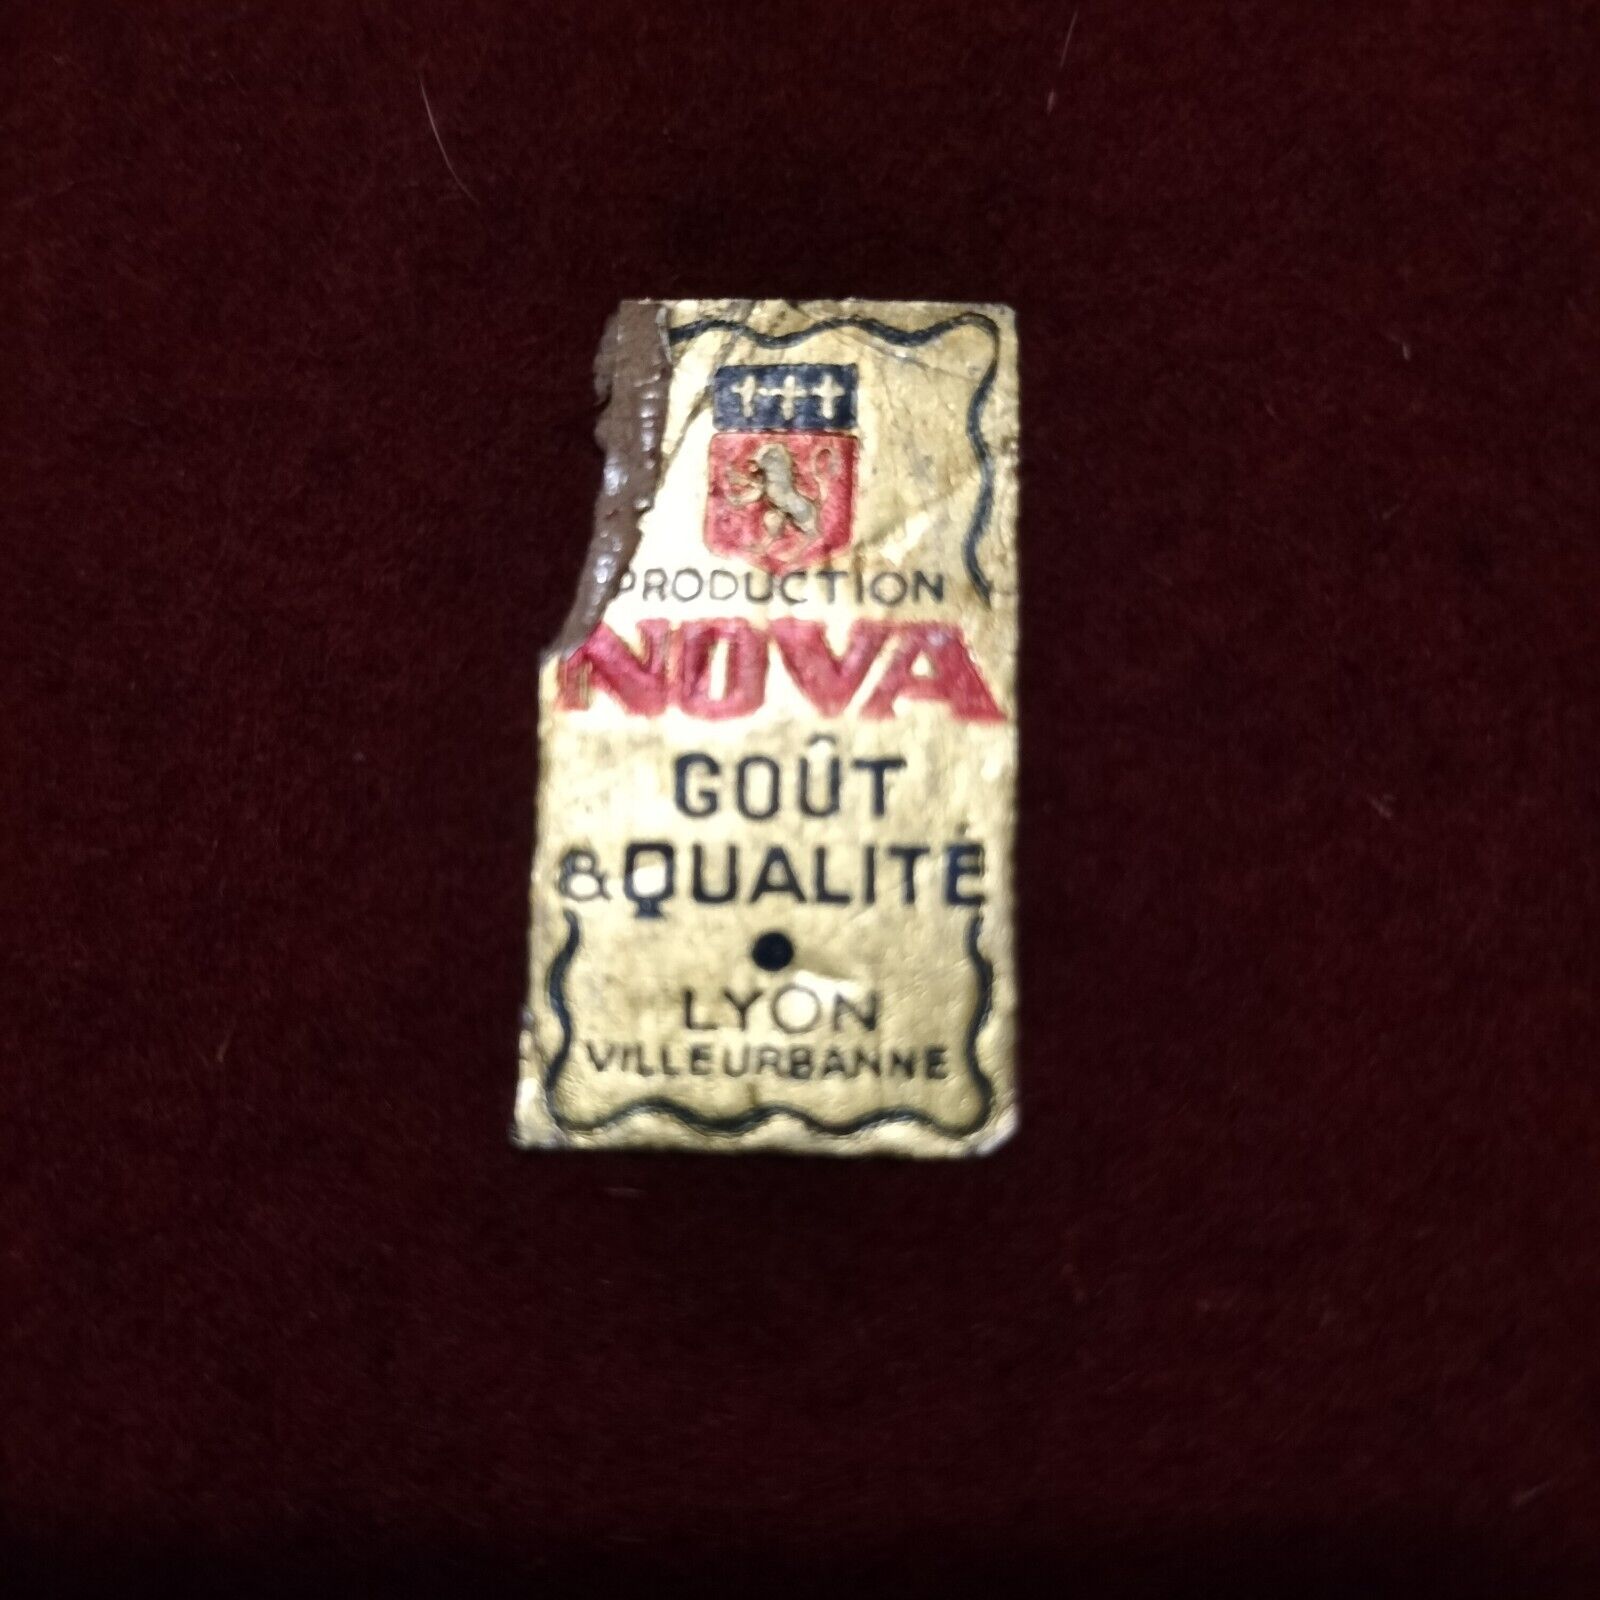 PRODUCTION
NOVA
GOÛT
& QUALITÉ
LYON
VILLEURBANNE